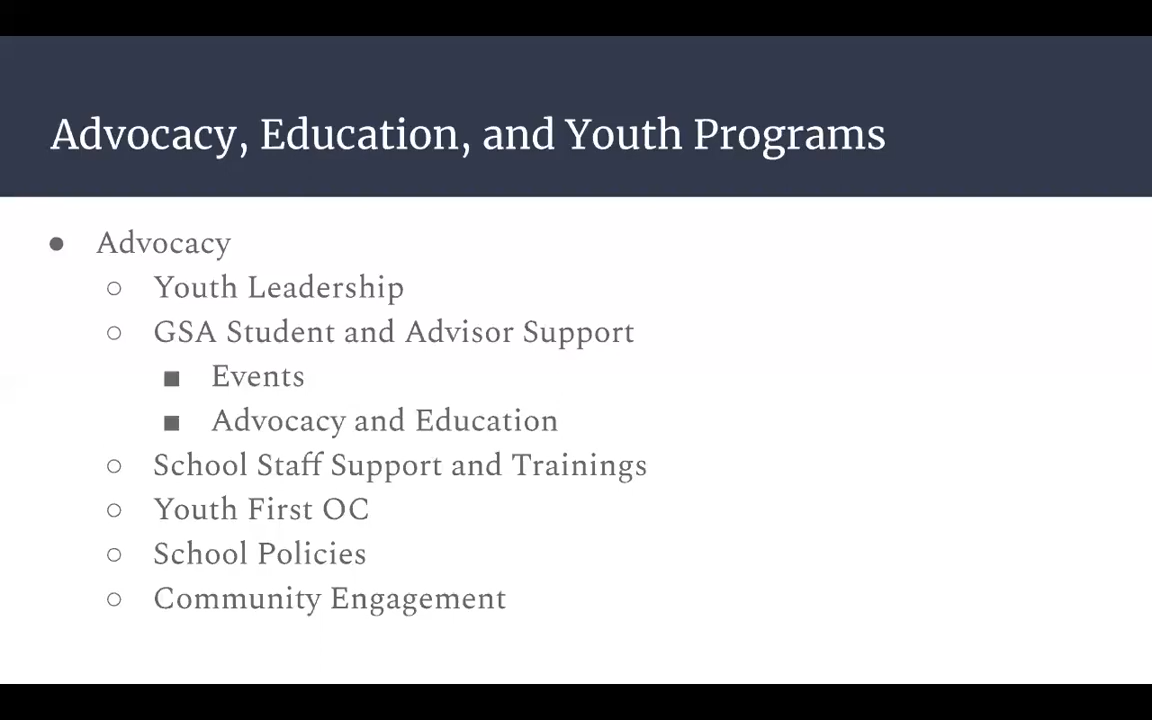 Advocacy, Education, and Youth Programs
● Advocacy
○ Youth Leadership
○ GSA Student and Advisor Support
■ Events
■ Advocacy and Education
○ School Staff Support and Trainings
○ Youth First OC
○ School Policies
○ Community Engagement